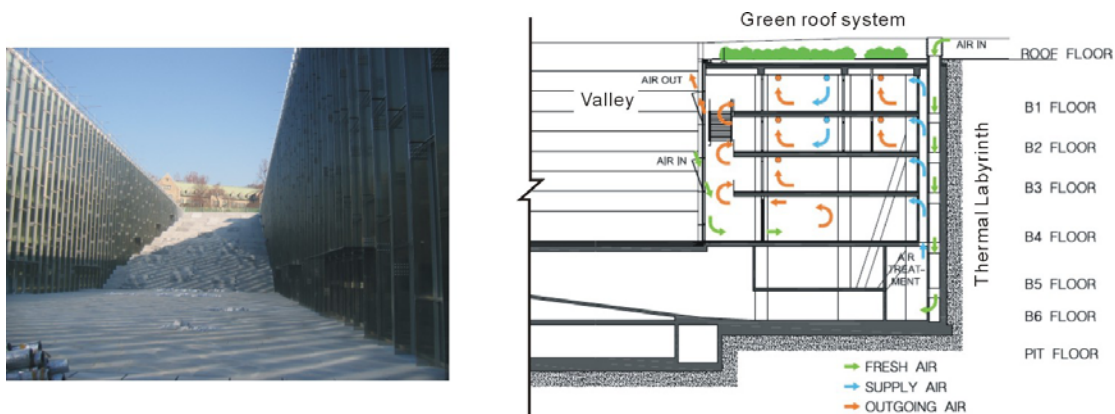 Green roof system
AIR IN
ROOF FLOOR
AIR OUT
Valley
B1 FLOOR
B2 FLOOR
AIR IN
B3 FLOOR
B4 FLOOR
Thermal Labyrinth
AIR
TREAT-
MENT
B5 FLOOR
B6 FLOOR
PIT FLOOR
FRESH AIR
SUPPLY AIR
OUTGOING AIR